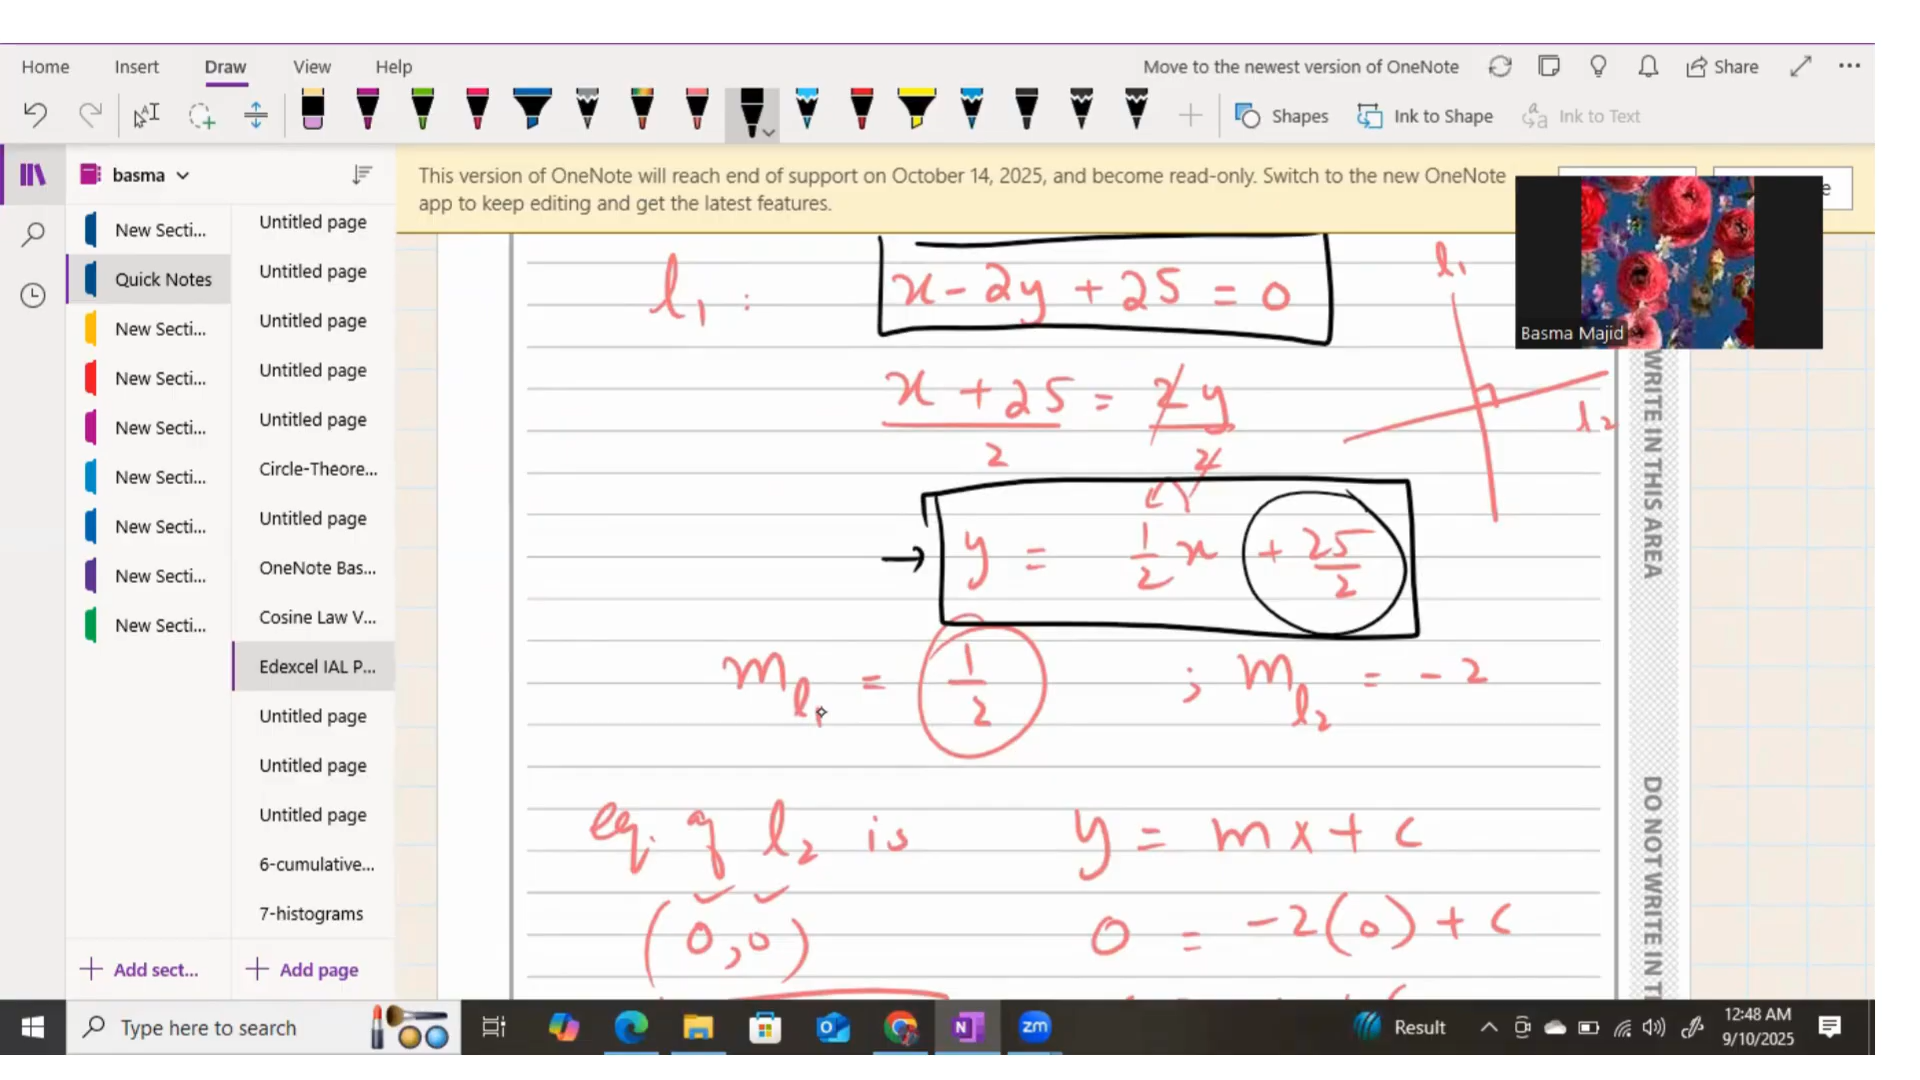 Home Insert Draw View Help Move to the newest version of OneNote Share
Shapes Ink to Shape Ink to Text
basma
New Secti...
Quick Notes
New Secti...
New Secti...
New Secti...
New Secti...
New Secti...
New Secti...
New Secti...
Add sect...
Untitled page
Untitled page
Untitled page
Untitled page
Untitled page
Circle-Theore...
Untitled page
OneNote Bas...
Cosine Law V...
Edexcel IAL P...
Untitled page
Untitled page
Untitled page
6-cumulative...
7-histograms
Add page
This version of OneNote will reach end of support on October 14, 2025, and become read-only. Switch to the new OneNote
app to keep editing and get the latest features.
Basma Majid
l₁ : x - 2y + 25 = 0
l₁
l₂
x + 25 / 2 = 2y / 2
→ y = 1/2 x + 25/2
m l₁ = 1/2 ; m l₂ = -2
eq. of l₂ is y = mx + c
(0,0) 0 = -2(0) + c
WRITE IN THIS AREA
DO NOT WRITE IN T
Type here to search
zm
Result
12:48 AM
9/10/2025